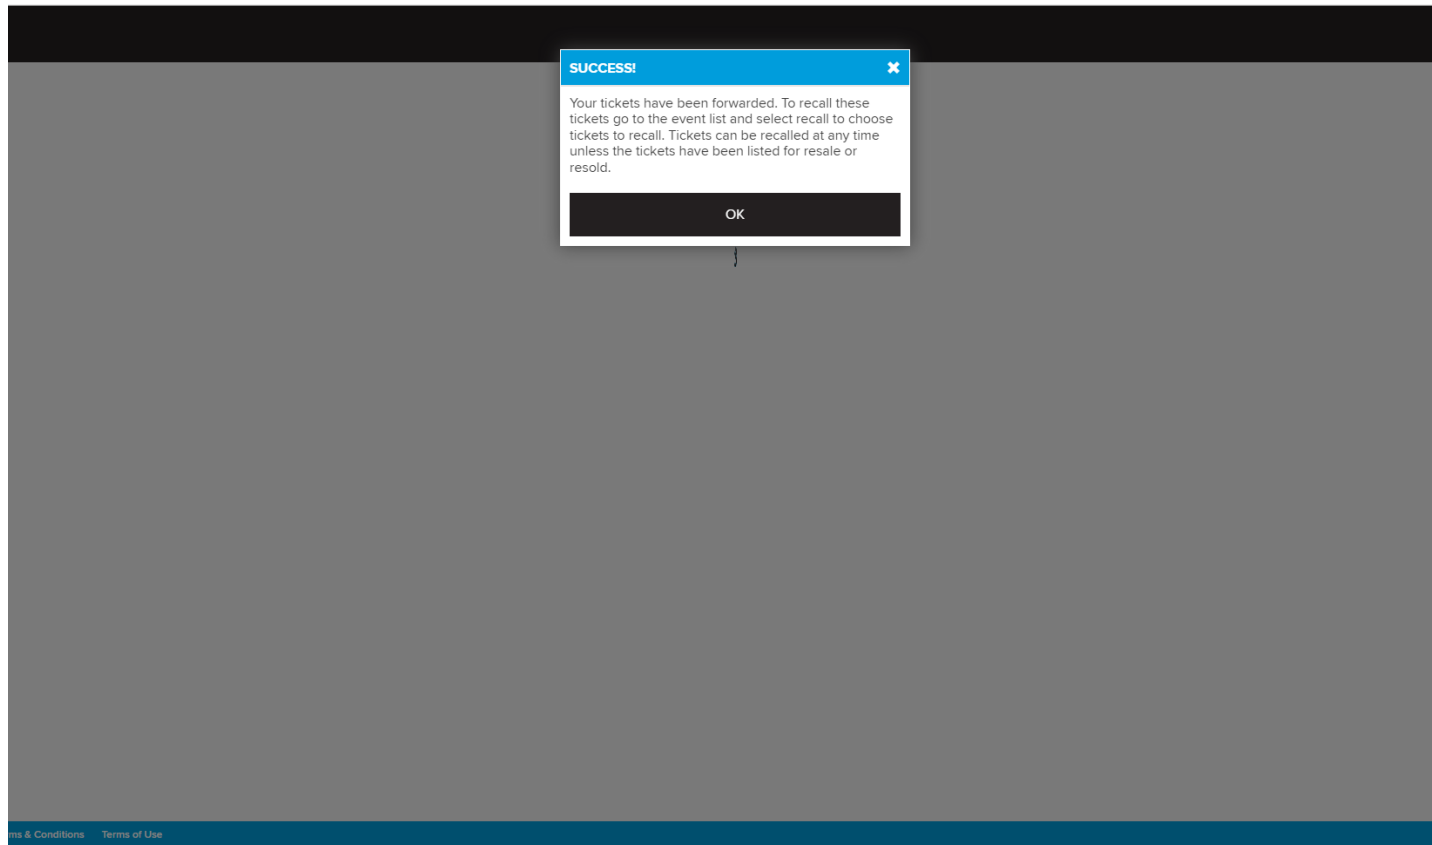 SUCCESS!
Your tickets have been forwarded. To recall these
tickets go to the event list and select recall to choose
tickets to recall. Tickets can be recalled at any time
unless the tickets have been listed for resale or
resold.
OK
ms & Conditions Terms of Use